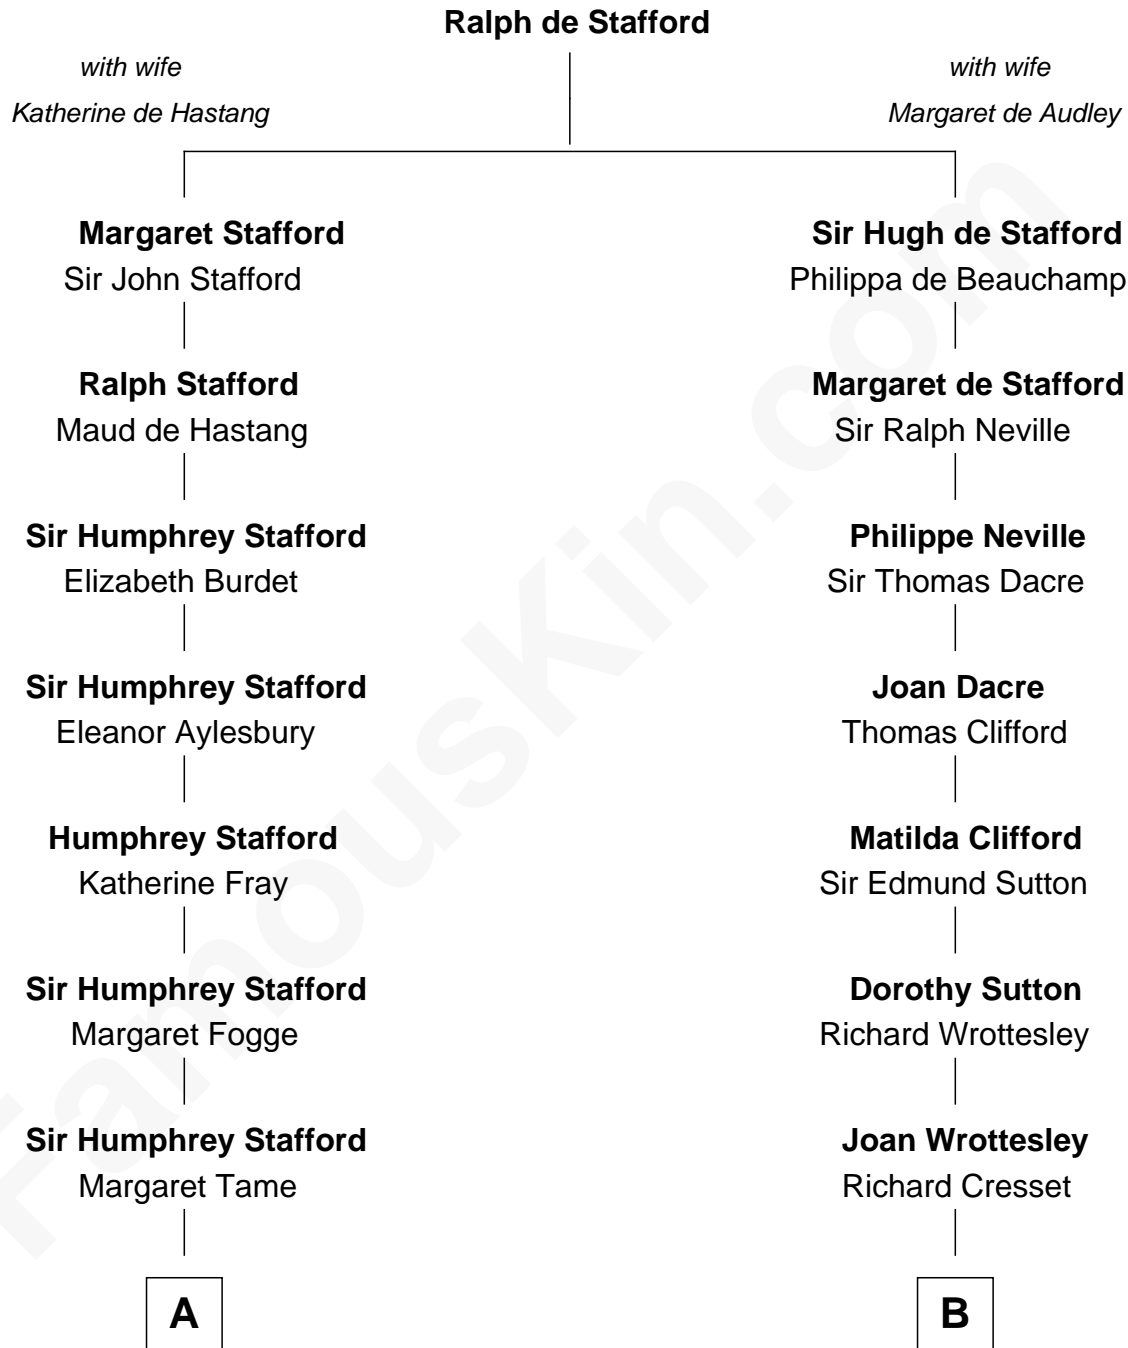 Ralph de Stafford
with wife
Katherine de Hastang
with wife
Margaret de Audley
Margaret Stafford
Sir John Stafford
Sir Hugh de Stafford
Philippa de Beauchamp
Ralph Stafford
Maud de Hastang
Margaret de Stafford
Sir Ralph Neville
Sir Humphrey Stafford
Elizabeth Burdet
Philippe Neville
Sir Thomas Dacre
Sir Humphrey Stafford
Eleanor Aylesbury
Joan Dacre
Thomas Clifford
Humphrey Stafford
Katherine Fray
Matilda Clifford
Sir Edmund Sutton
Sir Humphrey Stafford
Margaret Fogge
Dorothy Sutton
Richard Wrottesley
Sir Humphrey Stafford
Margaret Tame
Joan Wrottesley
Richard Cresset
A
B
FamousKin.com